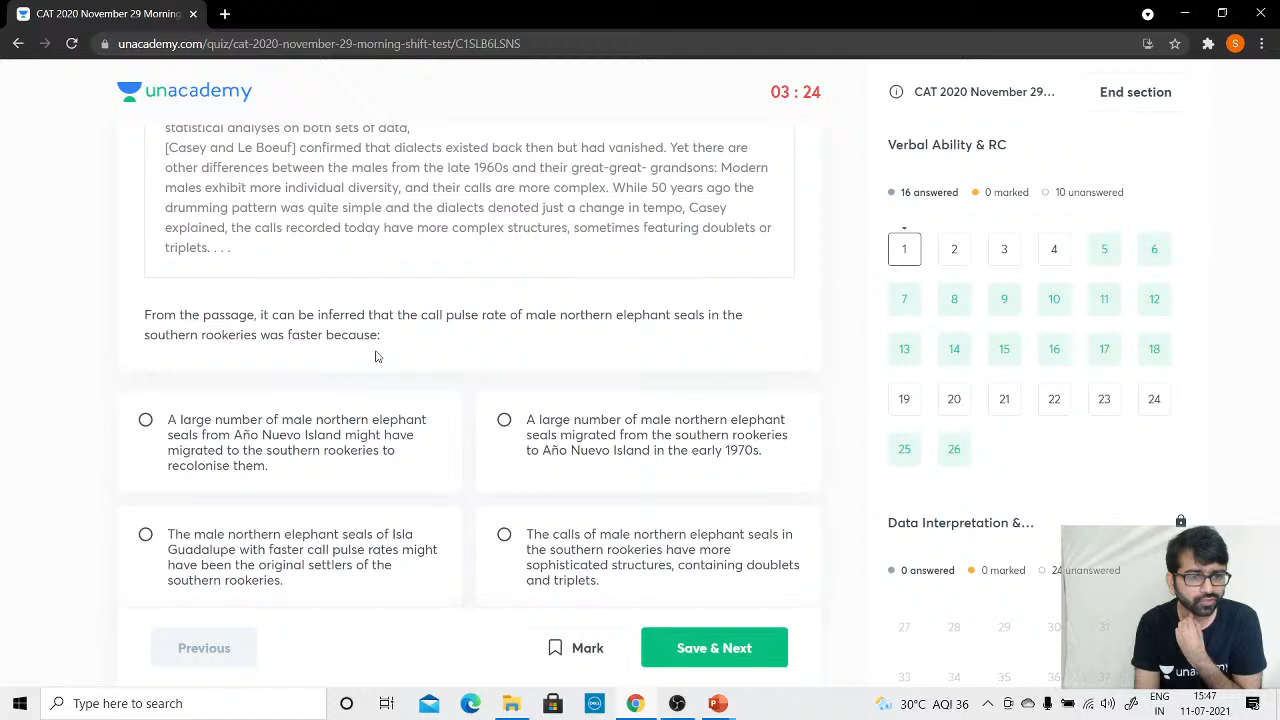 CAT 2020 November 29 Morning
unacademy.com/quiz/cat-2020-november-29-morning-shift-test/C1SLB6LSNS
S
unacademy
03 : 24
CAT 2020 November 29...
End section
statistical analyses on both sets of data,
[Casey and Le Boeuf] confirmed that dialects existed back then but had vanished. Yet there are
other differences between the males from the late 1960s and their great-great- grandsons: Modern
males exhibit more individual diversity, and their calls are more complex. While 50 years ago the
drumming pattern was quite simple and the dialects denoted just a change in tempo, Casey
explained, the calls recorded today have more complex structures, sometimes featuring doublets or
triplets. . . .
From the passage, it can be inferred that the call pulse rate of male northern elephant seals in the
southern rookeries was faster because:
A large number of male northern elephant
seals from Año Nuevo Island might have
migrated to the southern rookeries to
recolonise them.
A large number of male northern elephant
seals migrated from the southern rookeries
to Año Nuevo Island in the early 1970s.
The male northern elephant seals of Isla
Guadalupe with faster call pulse rates might
have been the original settlers of the
southern rookeries.
The calls of male northern elephant seals in
the southern rookeries have more
sophisticated structures, containing doublets
and triplets.
Previous
Mark
Save & Next
Verbal Ability & RC
16 answered 0 marked 10 unanswered
1 2 3 4 5 6
7 8 9 10 11 12
13 14 15 16 17 18
19 20 21 22 23 24
25 26
Data Interpretation &...
0 answered 0 marked 24 unanswered
27 28 29 30 31
33 34 35 36 37
unacademy
Type here to search
DELL
30°C AQI 36
ENG
IN
15:47
11-07-2021